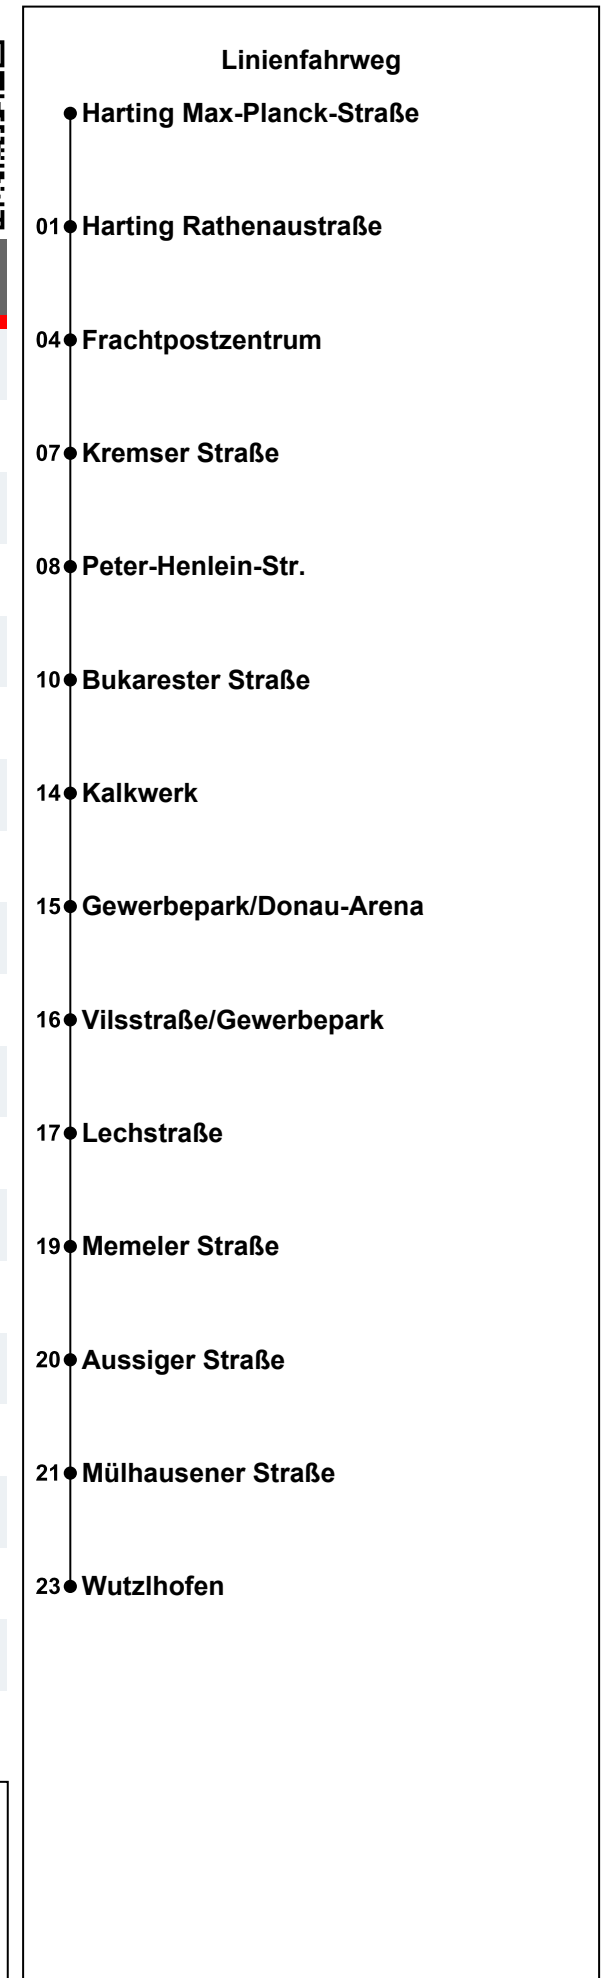 Linienfahrweg
Harting Max-Planck-Straße
01 Harting Rathenaustraße
04 Frachtpostzentrum
07 Kremser Straße
08 Peter-Henlein-Str.
10 Bukarester Straße
14 Kalkwerk
15 Gewerbepark/Donau-Arena
16 Vilsstraße/Gewerbepark
17 Lechstraße
19 Memeler Straße
20 Aussiger Straße
21 Mülhausener Straße
23 Wutzlhofen